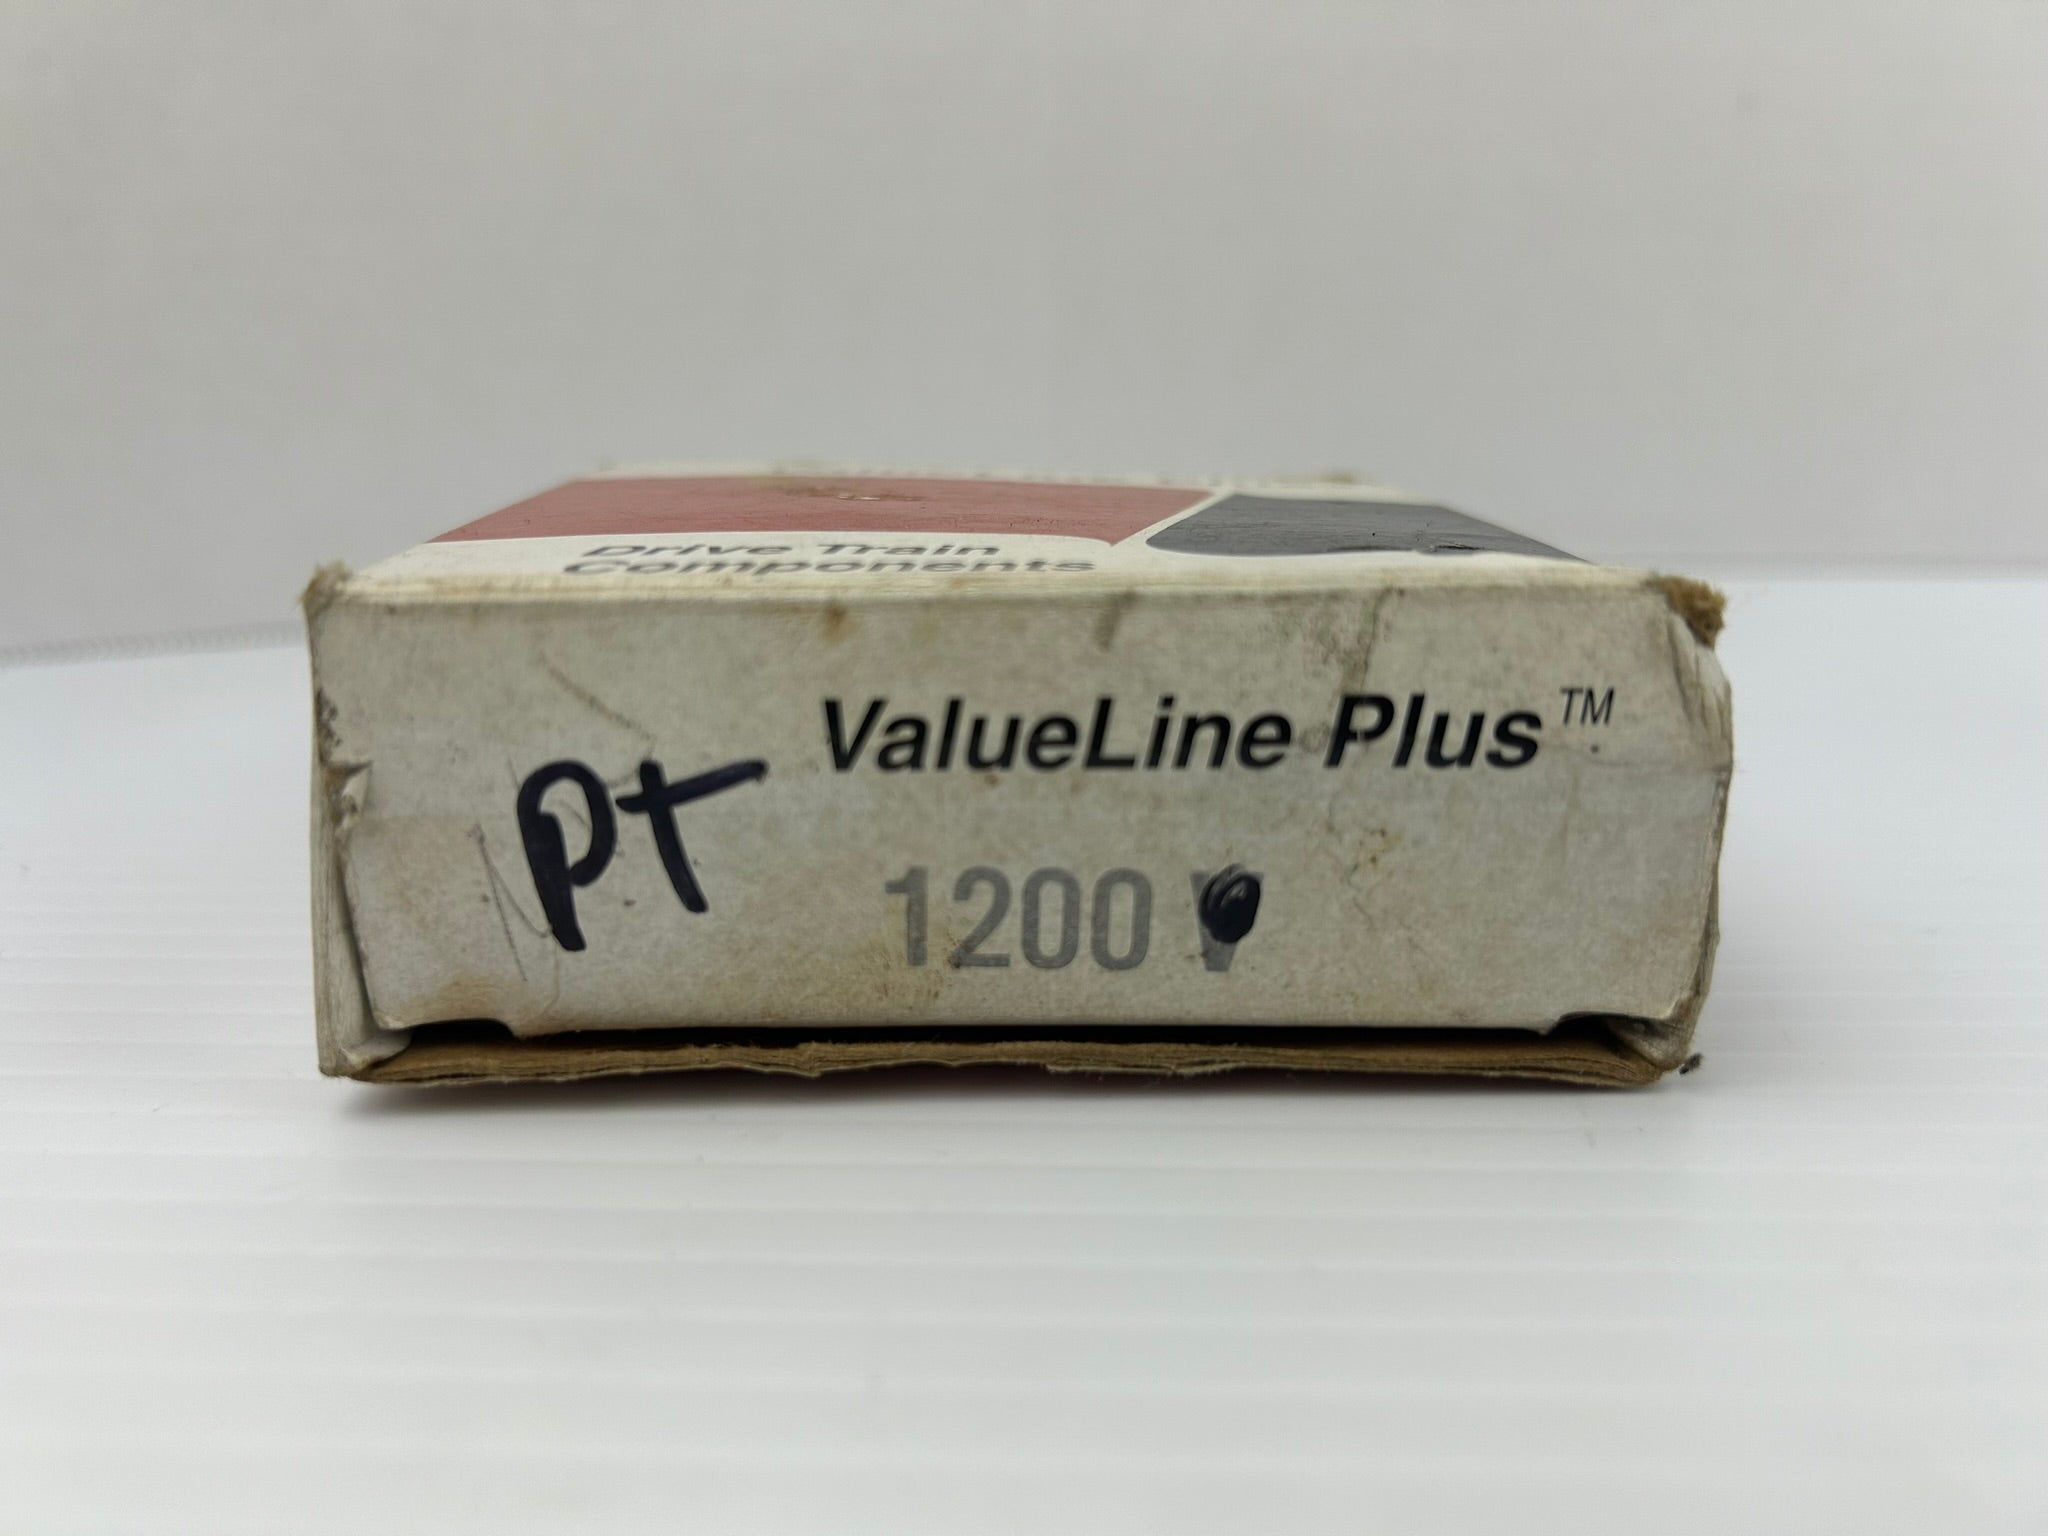 Drive Train
Components
ValueLine Plus™
PT
1200 V